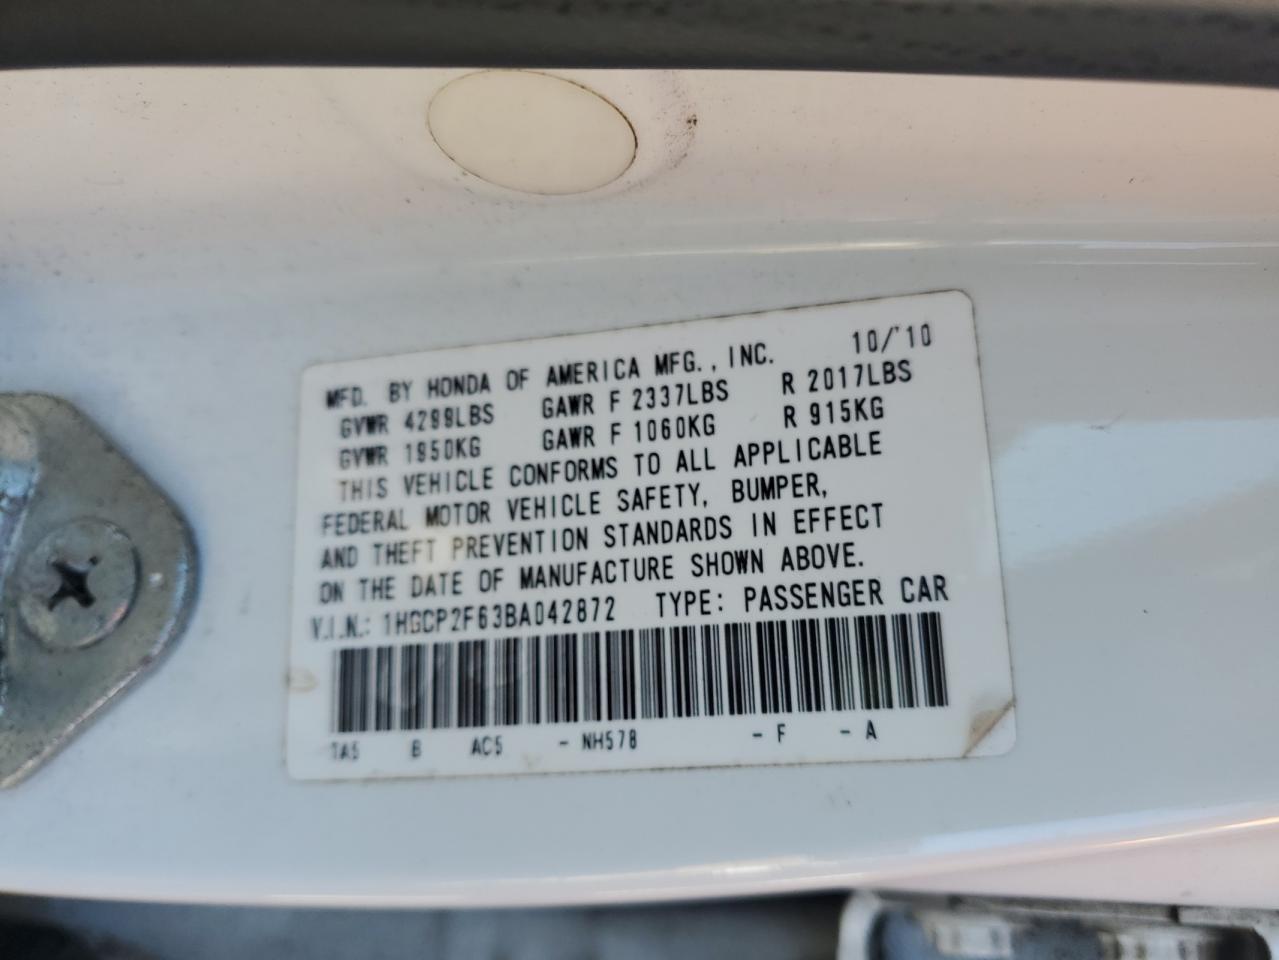 MFD. BY HONDA OF AMERICA MFG., INC. 10/'10
GVWR 4299LBS GAWR F 2337LBS R 2017LBS
GVWR 1950KG GAWR F 1060KG R 915KG
THIS VEHICLE CONFORMS TO ALL APPLICABLE
FEDERAL MOTOR VEHICLE SAFETY, BUMPER,
AND THEFT PREVENTION STANDARDS IN EFFECT
ON THE DATE OF MANUFACTURE SHOWN ABOVE.
V.I.N.: 1HGCP2F63BA042872 TYPE: PASSENGER CAR
TA5 B AC5 - NH578 - F - A